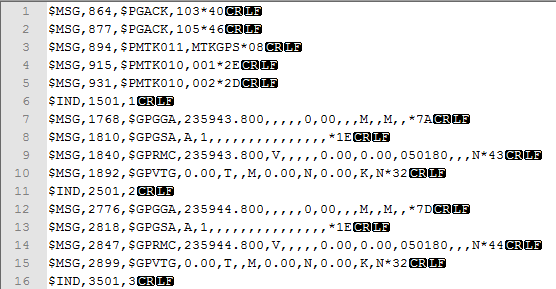 1 $MSG,864,$PGACK,103*40CRLF
2 $MSG,877,$PGACK,105*46CRLF
3 $MSG,894,$PMTK011,MTKGPS*08CRLF
4 $MSG,915,$PMTK010,001*2ECRLF
5 $MSG,931,$PMTK010,002*2DCRLF
6 $IND,1501,1CRLF
7 $MSG,1768,$GPGGA,235943.800,,,,,0,00,,,M,,M,,*7ACRLF
8 $MSG,1810,$GPGSA,A,1,,,,,,,,,,,,,,,*1ECRLF
9 $MSG,1840,$GPRMC,235943.800,V,,,,,0.00,0.00,050180,,,N*43CRLF
10 $MSG,1892,$GPVTG,0.00,T,,M,0.00,N,0.00,K,N*32CRLF
11 $IND,2501,2CRLF
12 $MSG,2776,$GPGGA,235944.800,,,,,0,00,,,M,,M,,*7DCRLF
13 $MSG,2818,$GPGSA,A,1,,,,,,,,,,,,,,,*1ECRLF
14 $MSG,2847,$GPRMC,235944.800,V,,,,,0.00,0.00,050180,,,N*44CRLF
15 $MSG,2899,$GPVTG,0.00,T,,M,0.00,N,0.00,K,N*32CRLF
16 $IND,3501,3CRLF